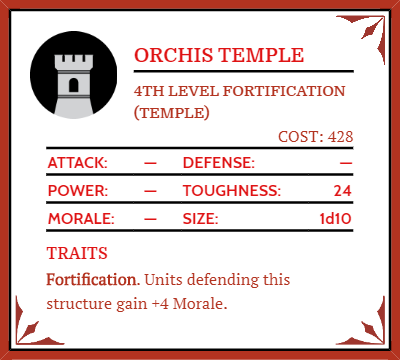 ORCHIS TEMPLE
4TH LEVEL FORTIFICATION
(TEMPLE)
COST: 428
ATTACK: — DEFENSE: —
POWER: — TOUGHNESS: 24
MORALE: — SIZE: 1d10
TRAITS
Fortification. Units defending this
structure gain +4 Morale.